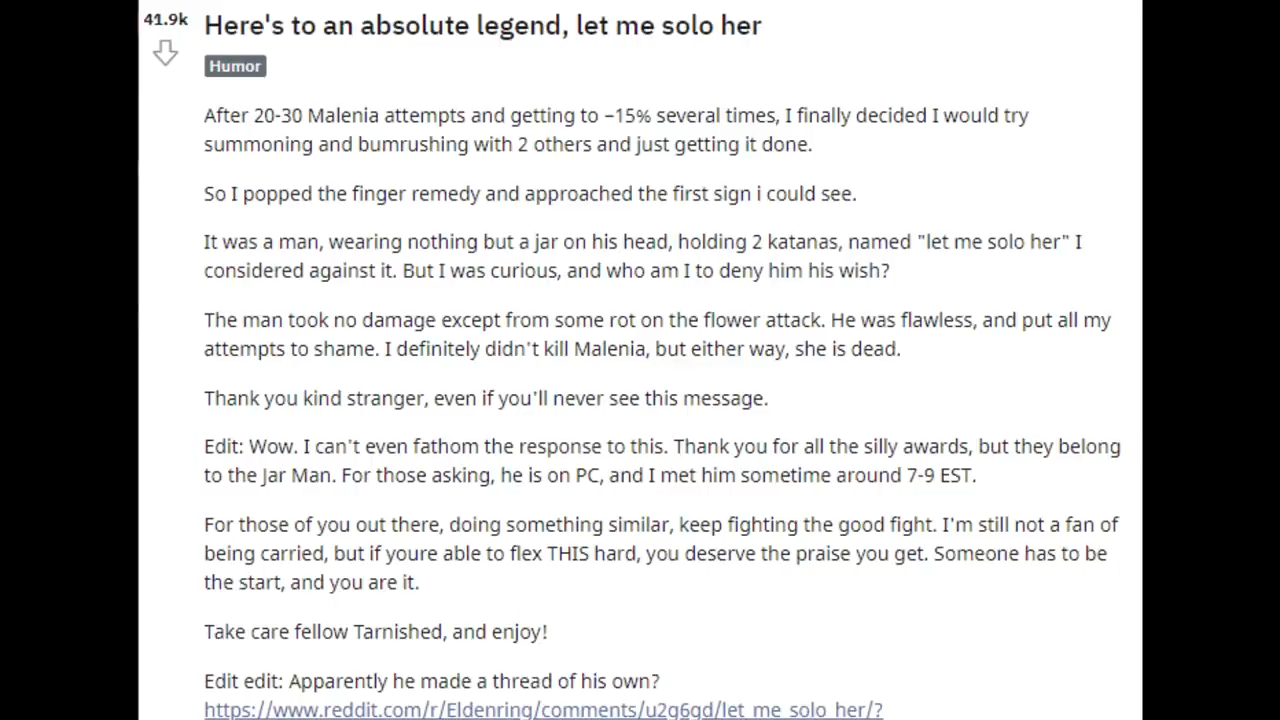 41.9k
Here's to an absolute legend, let me solo her
Humor
After 20-30 Malenia attempts and getting to ~15% several times, I finally decided I would try
summoning and bumrushing with 2 others and just getting it done.
So I popped the finger remedy and approached the first sign i could see.
It was a man, wearing nothing but a jar on his head, holding 2 katanas, named "let me solo her" I
considered against it. But I was curious, and who am I to deny him his wish?
The man took no damage except from some rot on the flower attack. He was flawless, and put all my
attempts to shame. I definitely didn't kill Malenia, but either way, she is dead.
Thank you kind stranger, even if you'll never see this message.
Edit: Wow. I can't even fathom the response to this. Thank you for all the silly awards, but they belong
to the Jar Man. For those asking, he is on PC, and I met him sometime around 7-9 EST.
For those of you out there, doing something similar, keep fighting the good fight. I'm still not a fan of
being carried, but if youre able to flex THIS hard, you deserve the praise you get. Someone has to be
the start, and you are it.
Take care fellow Tarnished, and enjoy!
Edit edit: Apparently he made a thread of his own?
https://www.reddit.com/r/Eldenring/comments/u2g6gd/let_me_solo_her/?